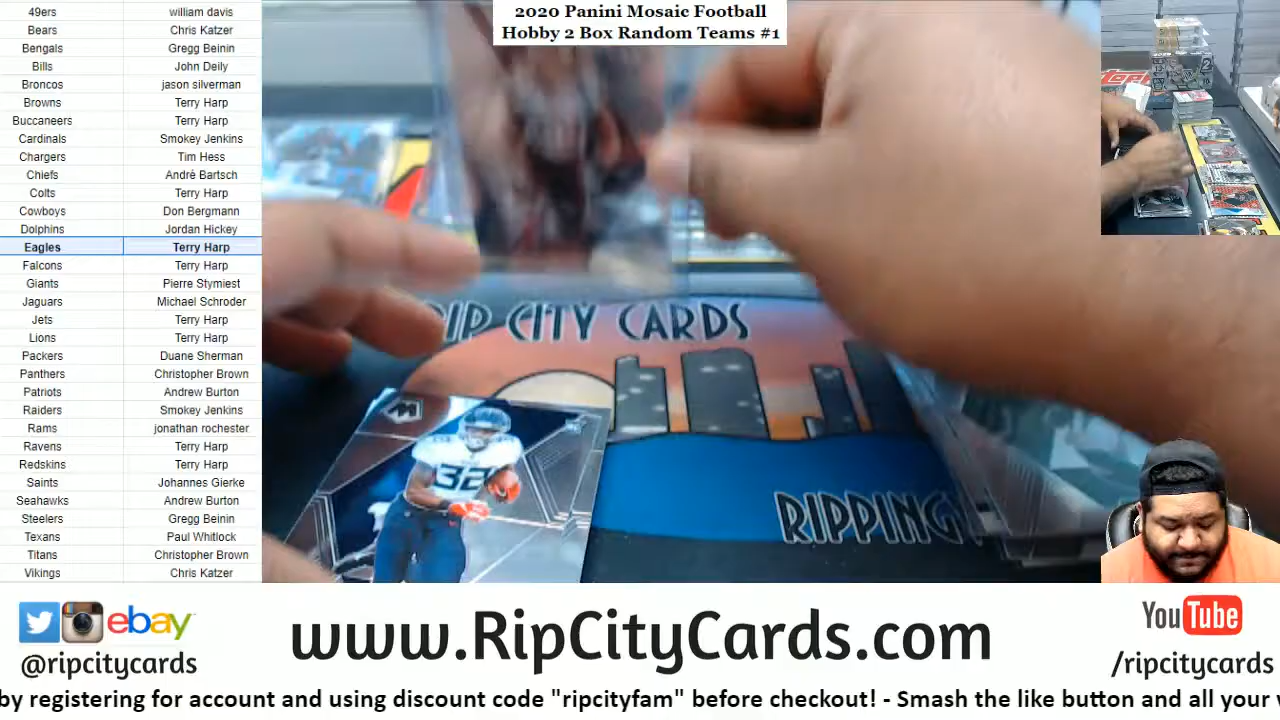 2020 Panini Mosaic Football
Hobby 2 Box Random Teams #1
49ers william davis
Bears Chris Katzer
Bengals Gregg Beinin
Bills John Deily
Broncos jason silverman
Browns Terry Harp
Buccaneers Terry Harp
Cardinals Smokey Jenkins
Chargers Tim Hess
Chiefs Andrè Bartsch
Colts Terry Harp
Cowboys Don Bergmann
Dolphins Jordan Hickey
Eagles Terry Harp
Falcons Terry Harp
Giants Pierre Stymiest
Jaguars Michael Schroder
Jets Terry Harp
Lions Terry Harp
Packers Duane Sherman
Panthers Christopher Brown
Patriots Andrew Burton
Raiders Smokey Jenkins
Rams jonathan rochester
Ravens Terry Harp
Redskins Terry Harp
Saints Johannes Gierke
Seahawks Andrew Burton
Steelers Gregg Beinin
Texans Paul Whitlock
Titans Christopher Brown
Vikings Chris Katzer
RIP CITY CARDS
RIPPING
32
ebay
@ripcitycards
www.RipCityCards.com
YouTube
/ripcitycards
by registering for account and using discount code "ripcityfam" before checkout! - Smash the like button and all your